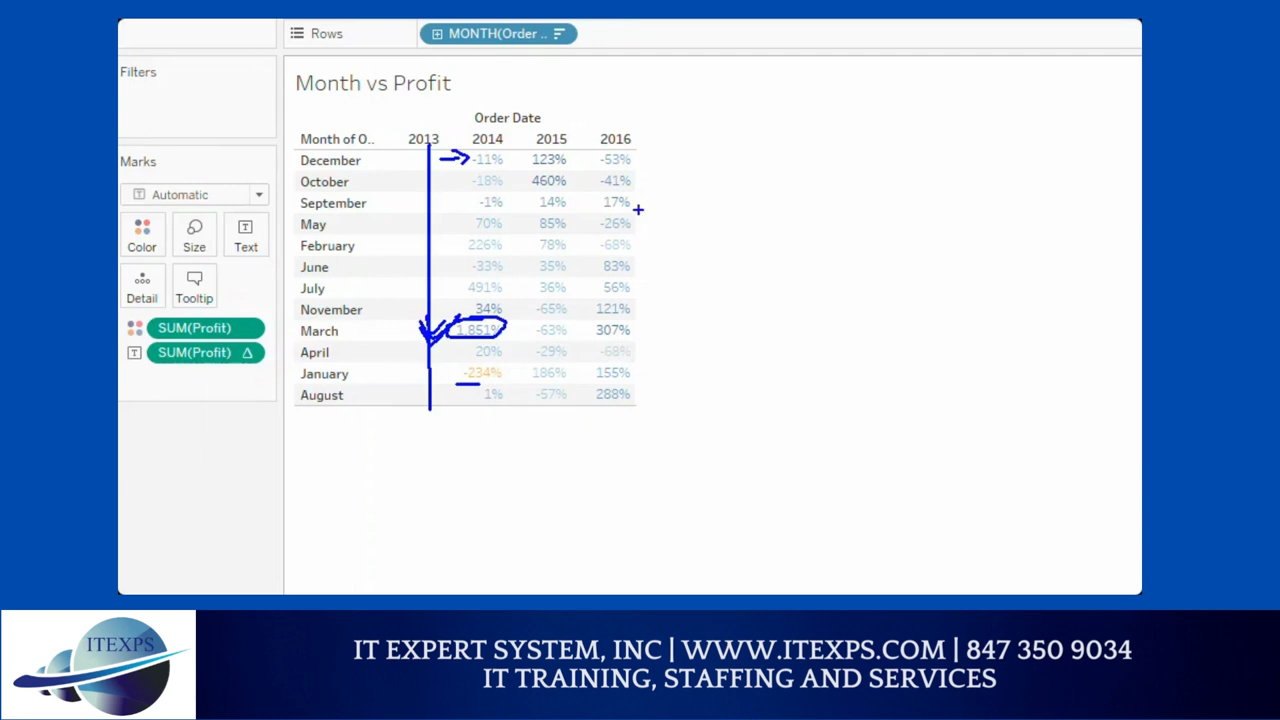 Rows
MONTH(Order ..
Filters
Month vs Profit
Order Date
Month of O.. 2013 2014 2015 2016
December -11% 123% -53%
October -18% 460% -41%
September -1% 14% 17%
May 70% 85% -26%
February 226% 78% -68%
June -33% 35% 83%
July 491% 36% 56%
November 34% -65% 121%
March 1,851% -63% 307%
April 20% -29% -68%
January -234% 186% 155%
August 1% -57% 288%
Marks
Automatic
Color Size Text
Detail Tooltip
SUM(Profit)
SUM(Profit) Δ
ITEXPS
IT EXPERT SYSTEM, INC | WWW.ITEXPS.COM | 847 350 9034
IT TRAINING, STAFFING AND SERVICES